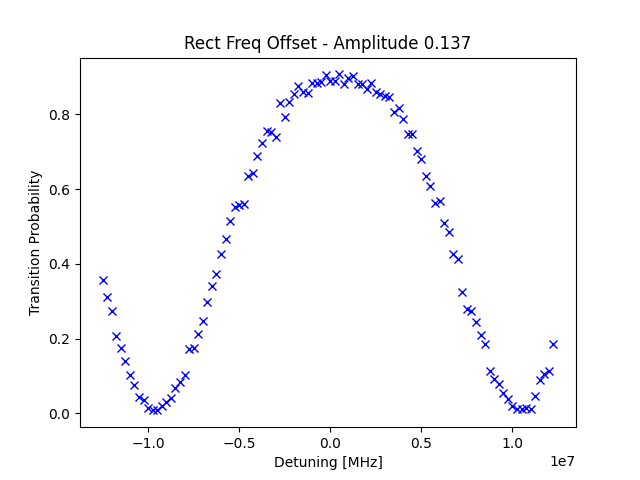 Rect Freq Offset - Amplitude 0.137
Transition Probability
0.8
0.6
0.4
0.2
0.0
−1.0
−0.5
0.0
0.5
1.0
1e7
Detuning [MHz]